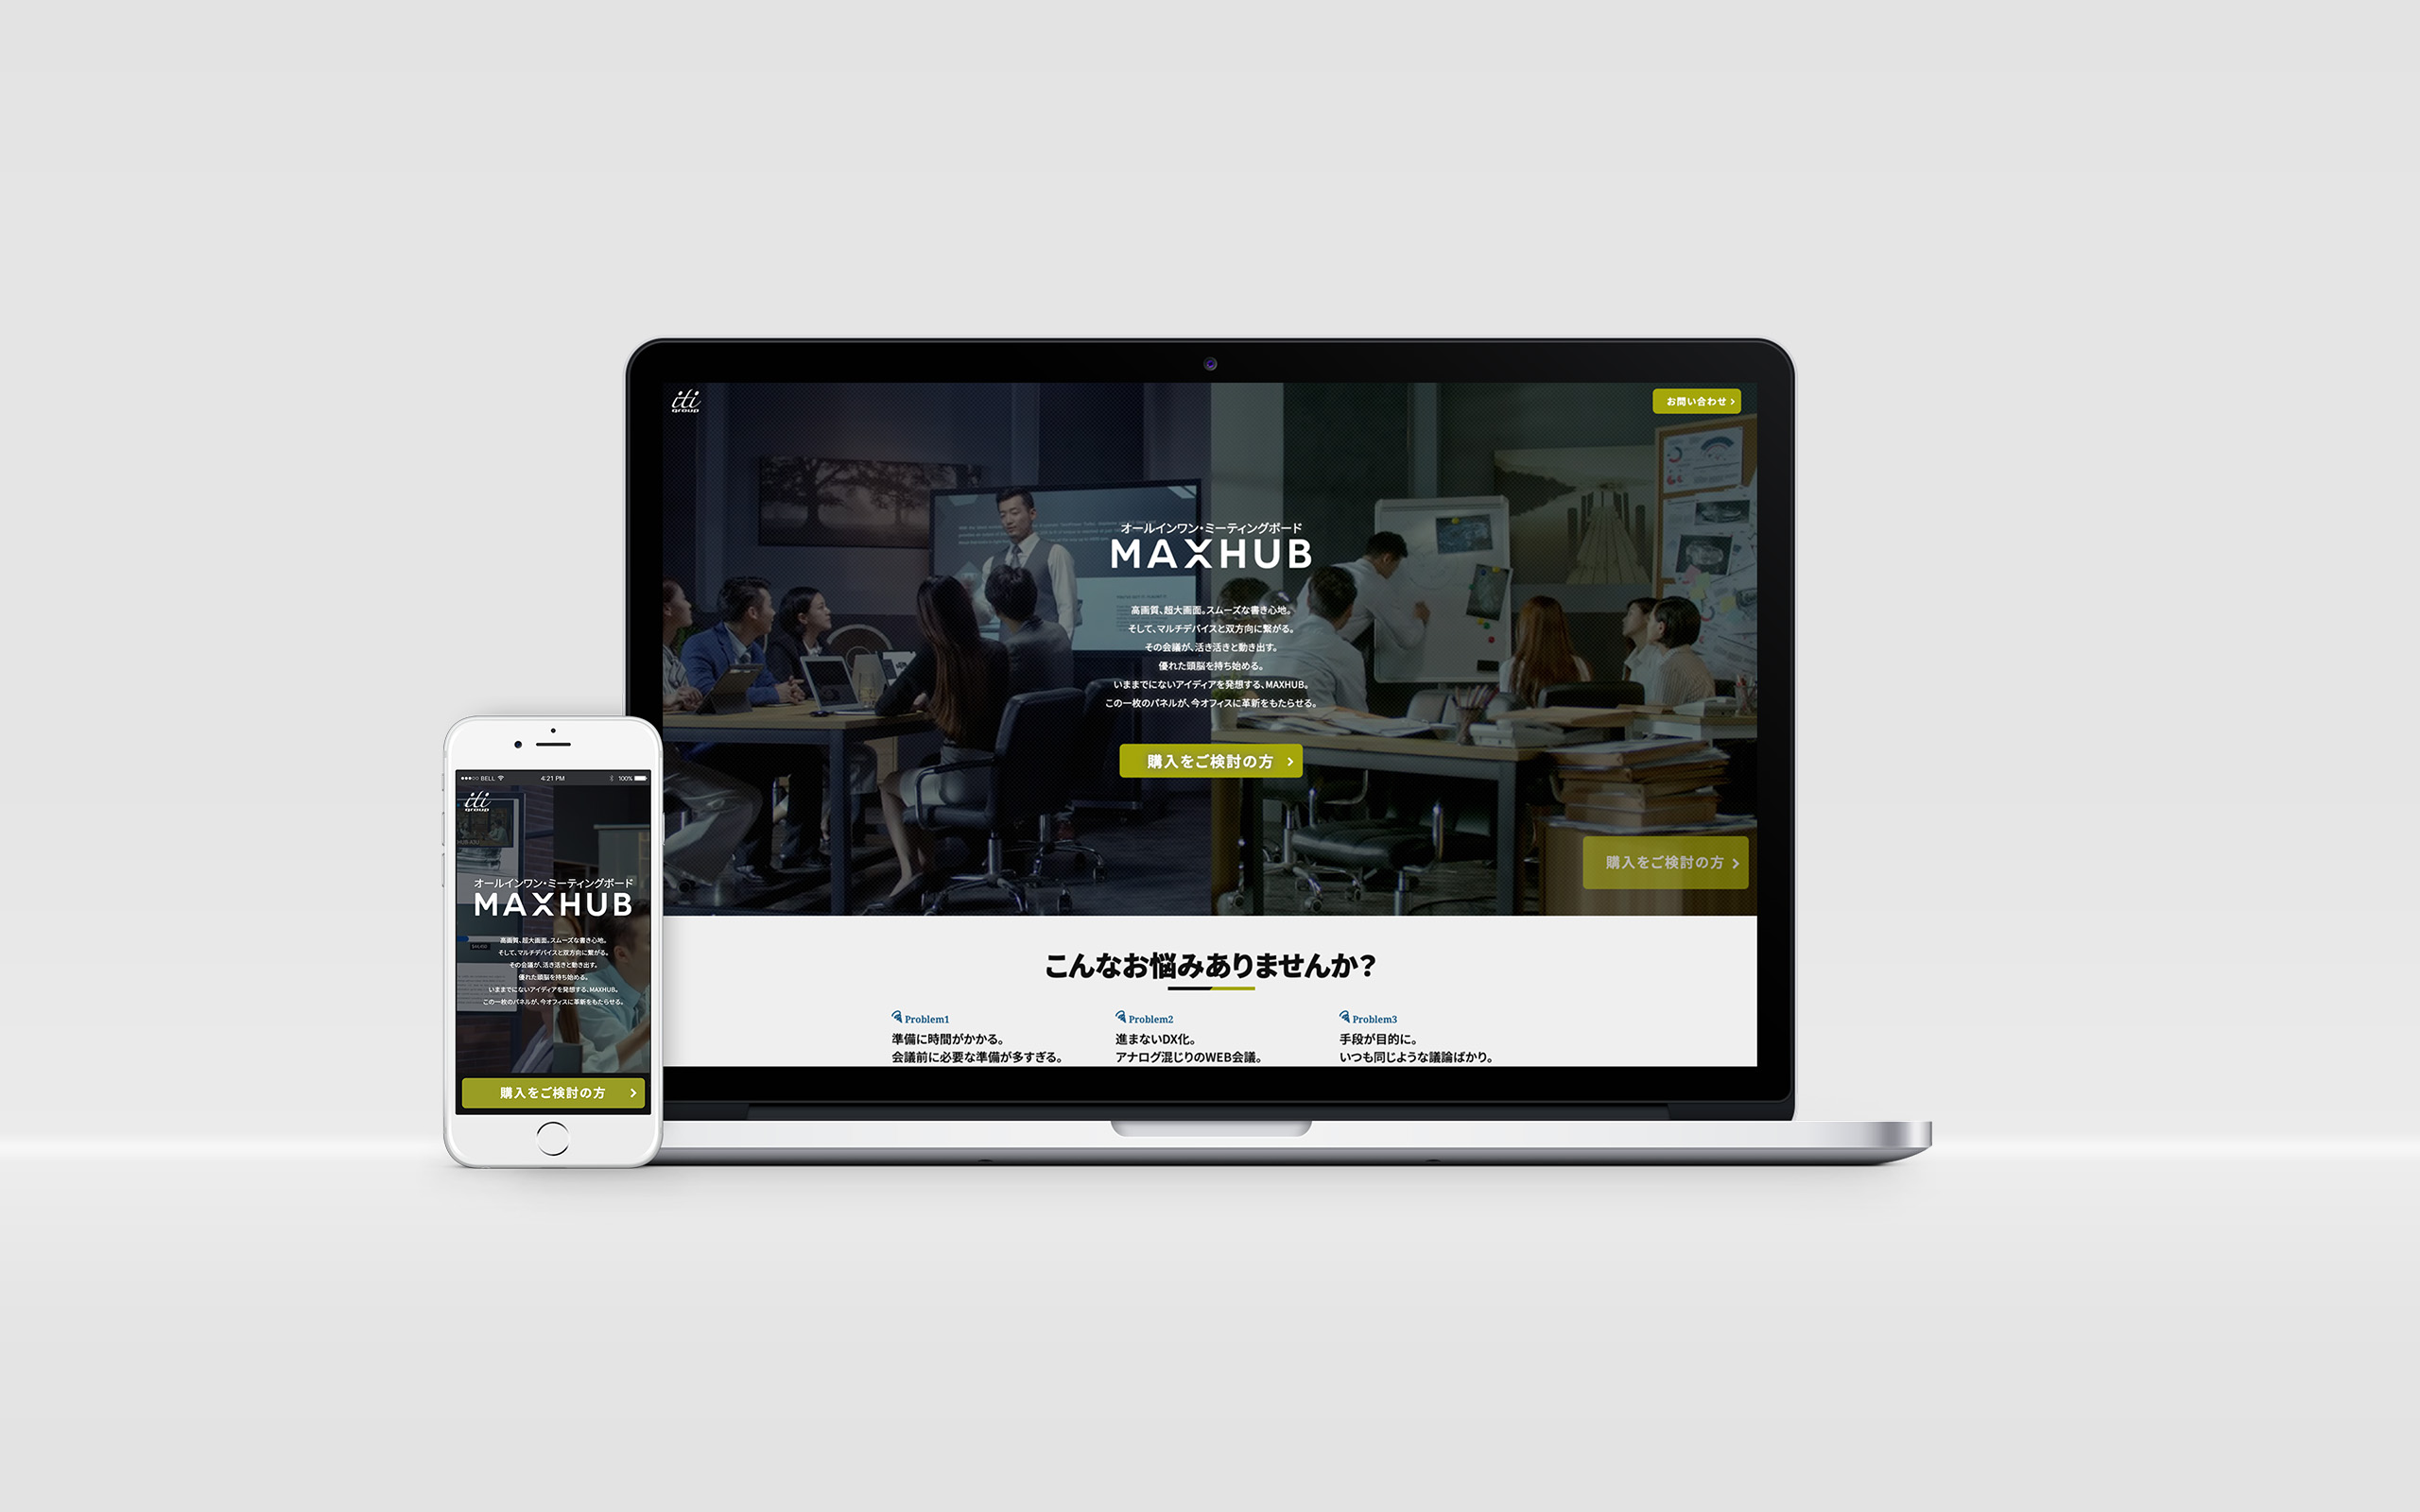 iti
group
お問い合わせ
オールインワン・ミーティングボード
MAXHUB
高画質、超大画面。スムーズな書き心地。
そして、マルチデバイスと双方向に繋がる。
その会議が、活き活きと動き出す。
優れた頭脳を持ち始める。
いままでにないアイディアを発想する、MAXHUB。
この一枚のパネルが、今オフィスに革新をもたらせる。
購入をご検討の方
購入をご検討の方
こんなお悩みありませんか？
Problem1
準備に時間がかかる。
会議前に必要な準備が多すぎる。
Problem2
進まないDX化。
アナログ混じりのWEB会議。
Problem3
手段が目的に。
いつも同じような議論ばかり。
BELL 4:21 PM 100%
iti
group
オールインワン・ミーティングボード
MAXHUB
高画質、超大画面。スムーズな書き心地。
そして、マルチデバイスと双方向に繋がる。
その会議が、活き活きと動き出す。
優れた頭脳を持ち始める。
いままでにないアイディアを発想する、MAXHUB。
この一枚のパネルが、今オフィスに革新をもたらせる。
購入をご検討の方